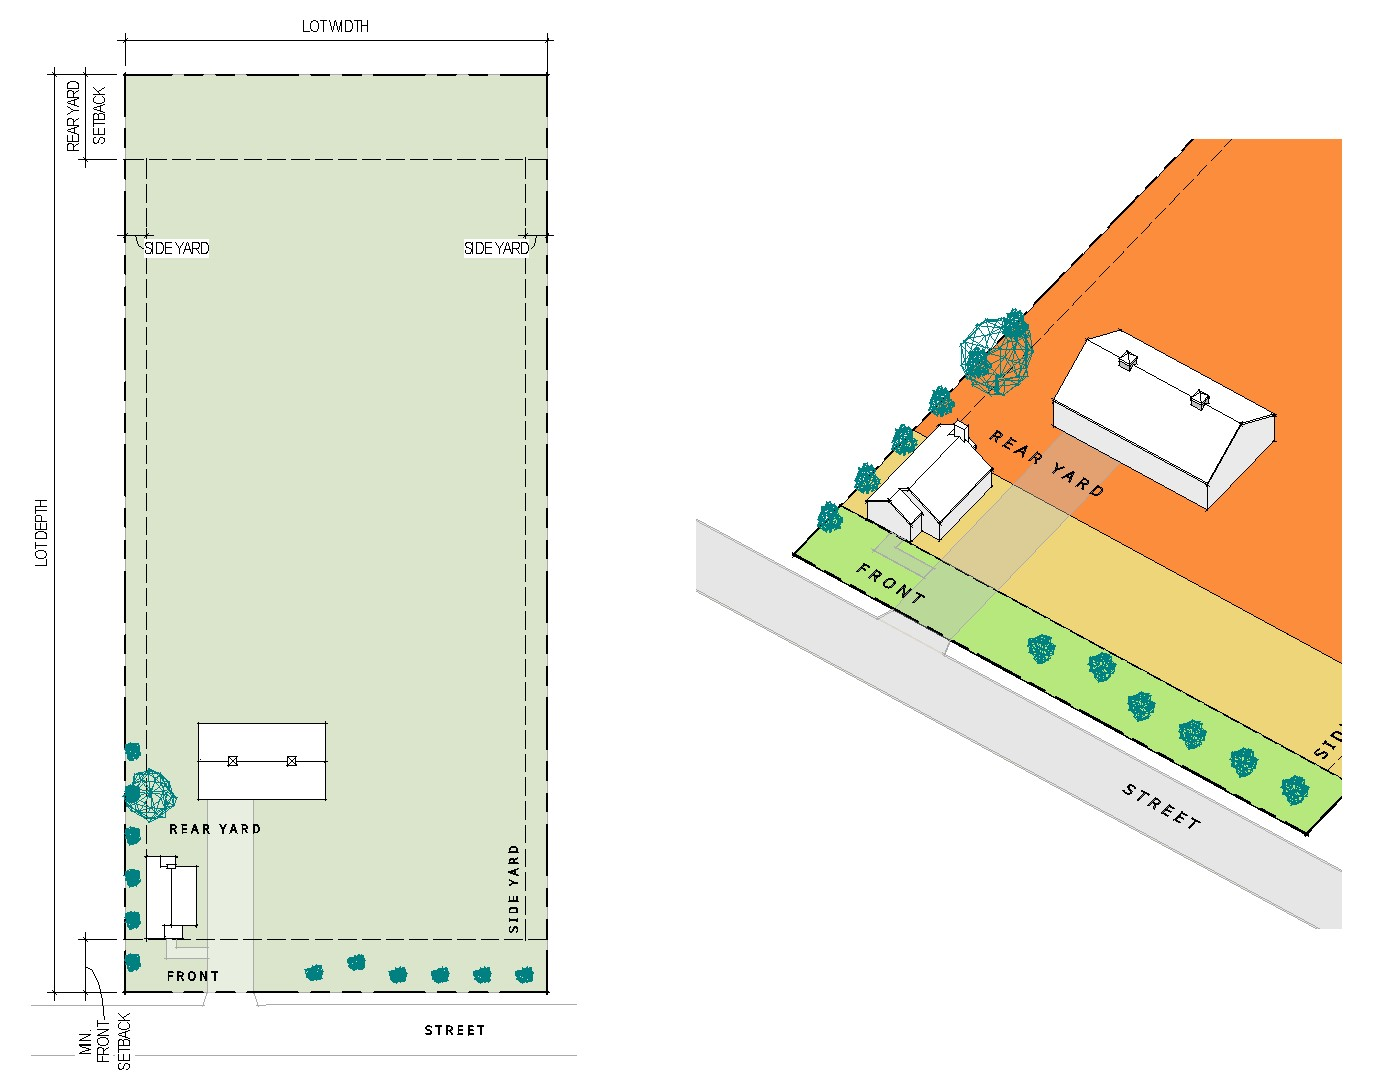 LOT WIDTH
REAR YARD
SETBACK
SIDE YARD
SIDE YARD
LOT DEPTH
REAR YARD
SIDE YARD
FRONT
MIN.
FRONT
SETBACK
STREET
REAR YARD
FRONT
SID
STREET